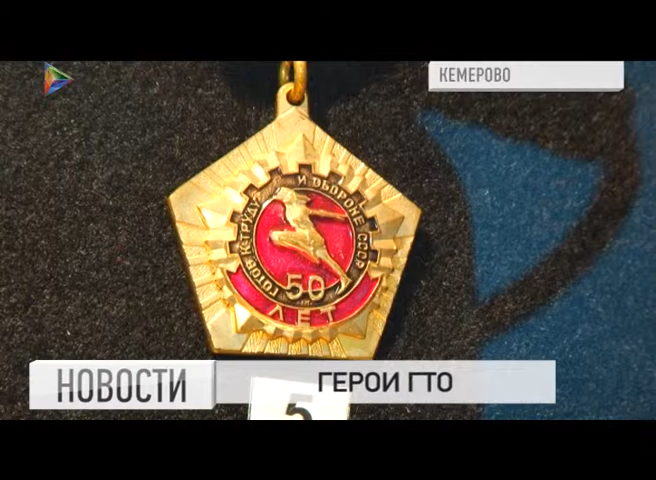 КЕМЕРОВО
ГОТОВ К ТРУДУ И ОБОРОНЕ СССР
50
ЛЕТ
НОВОСТИ
ГЕРОИ ГТО
5